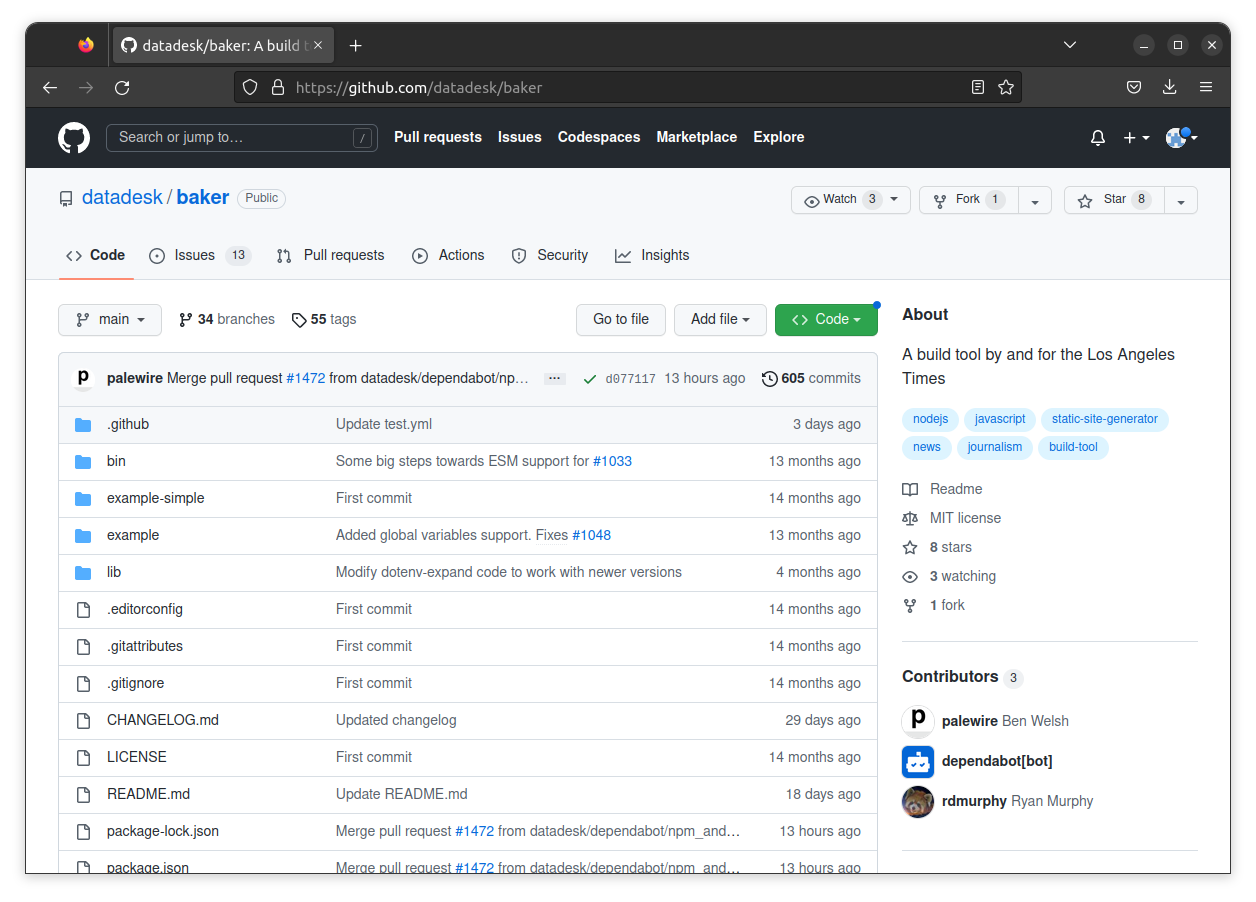 datadesk/baker: A build t
https://github.com/datadesk/baker
Search or jump to… /
Pull requests Issues Codespaces Marketplace Explore
datadesk / baker Public
Watch 3 Fork 1 Star 8
Code Issues 13 Pull requests Actions Security Insights
main 34 branches 55 tags Go to file Add file Code
p palewire Merge pull request #1472 from datadesk/dependabot/np… ... d077117 13 hours ago 605 commits
.github Update test.yml 3 days ago
bin Some big steps towards ESM support for #1033 13 months ago
example-simple First commit 14 months ago
example Added global variables support. Fixes #1048 13 months ago
lib Modify dotenv-expand code to work with newer versions 4 months ago
.editorconfig First commit 14 months ago
.gitattributes First commit 14 months ago
.gitignore First commit 14 months ago
CHANGELOG.md Updated changelog 29 days ago
LICENSE First commit 14 months ago
README.md Update README.md 18 days ago
package-lock.json Merge pull request #1472 from datadesk/dependabot/npm_and… 13 hours ago
package.json Merge pull request #1472 from datadesk/dependabot/npm_and… 13 hours ago
About
A build tool by and for the Los Angeles
Times
nodejs javascript static-site-generator
news journalism build-tool
Readme
MIT license
8 stars
3 watching
1 fork
Contributors 3
p palewire Ben Welsh
dependabot[bot]
rdmurphy Ryan Murphy